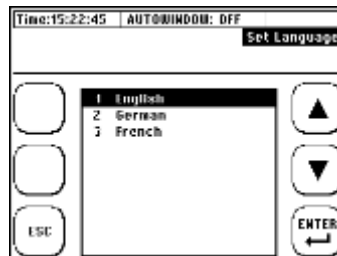 Time:15:22:45 AUTOWINDOW: OFF
Set Language
1 English
2 German
3 French
ESC
ENTER